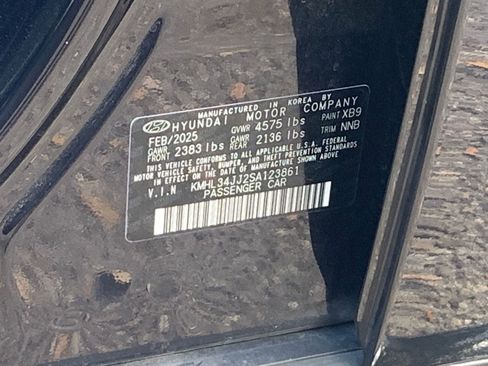 MANUFACTURED IN KOREA BY
HYUNDAI MOTOR COMPANY
FEB/2025 GVWR 4575 lbs PAINT XB9
GAWR FRONT 2383 lbs GAWR REAR 2136 lbs TRIM NNB
THIS VEHICLE CONFORMS TO ALL APPLICABLE U.S.A. FEDERAL
MOTOR VEHICLE SAFETY, BUMPER, AND THEFT PREVENTION
STANDARDS IN EFFECT ON THE DATE OF MANUFACTURE SHOWN ABOVE.
V.I.N KMHL34JJ2SA123861
PASSENGER CAR